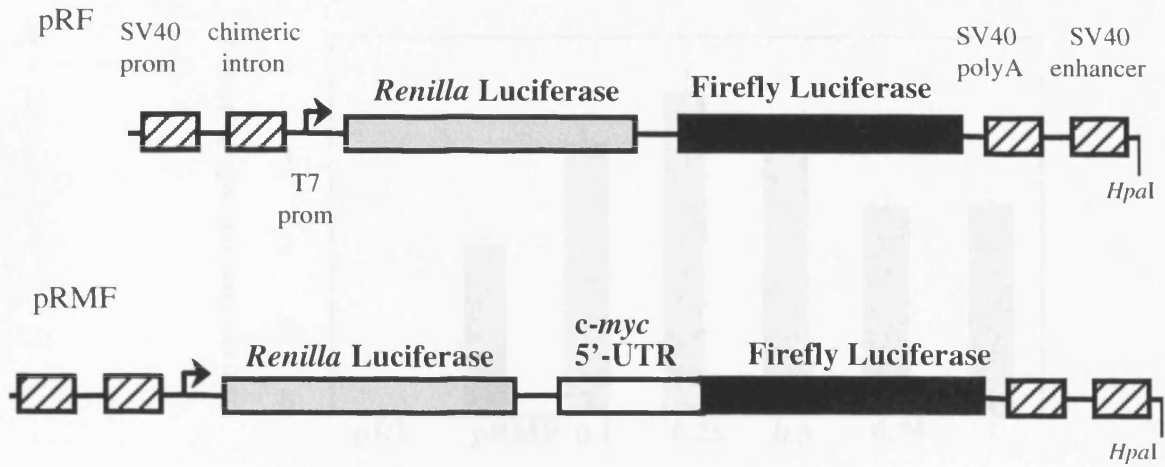 pRF
SV40 prom
chimeric intron
SV40 polyA
SV40 enhancer
Renilla Luciferase
Firefly Luciferase
T7 prom
HpaI
pRMF
c-myc 5'-UTR
Renilla Luciferase
Firefly Luciferase
HpaI